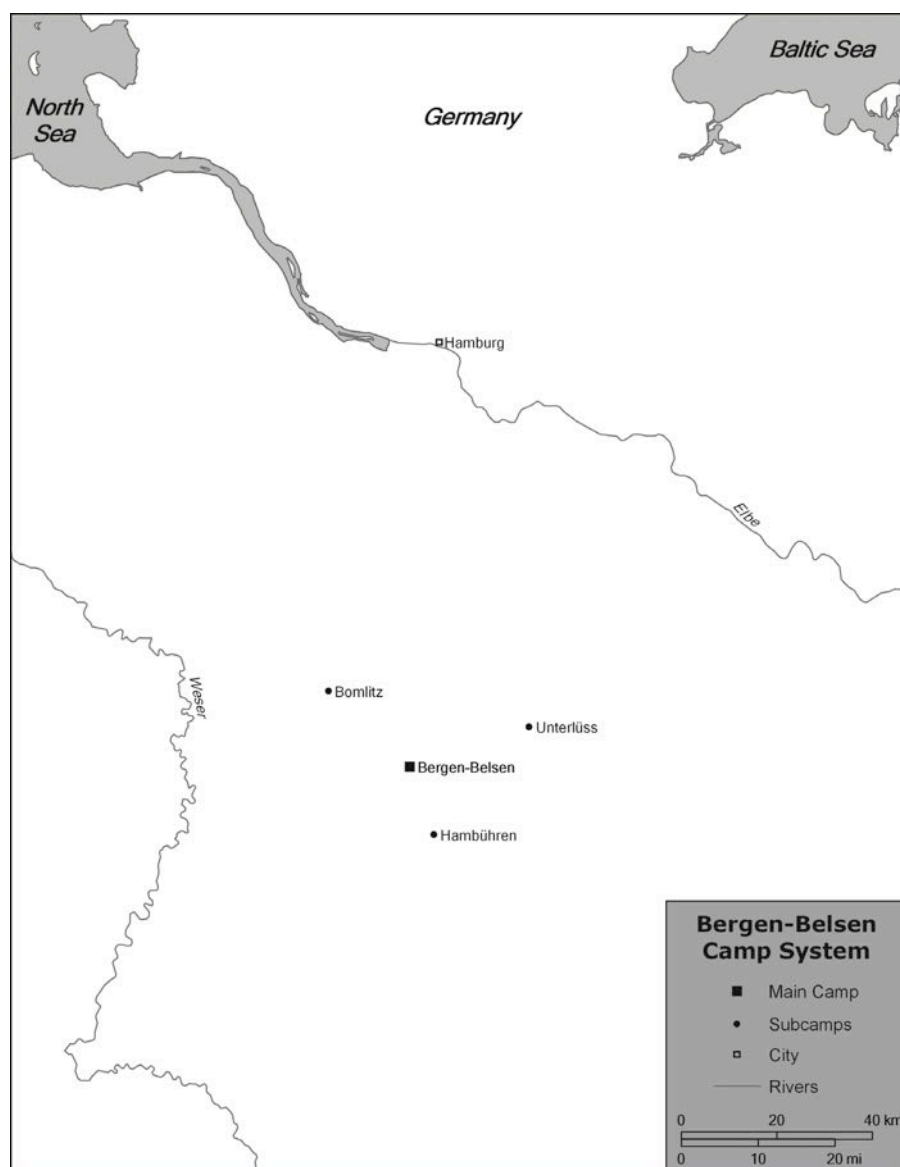 Baltic Sea
North
Sea
Germany
Hamburg
Elbe
Weser
Bomlitz
Unterlüss
Bergen-Belsen
Hambühren
Bergen-Belsen
Camp System
Main Camp
Subcamps
City
Rivers
0 20 40 km
0 10 20 mi